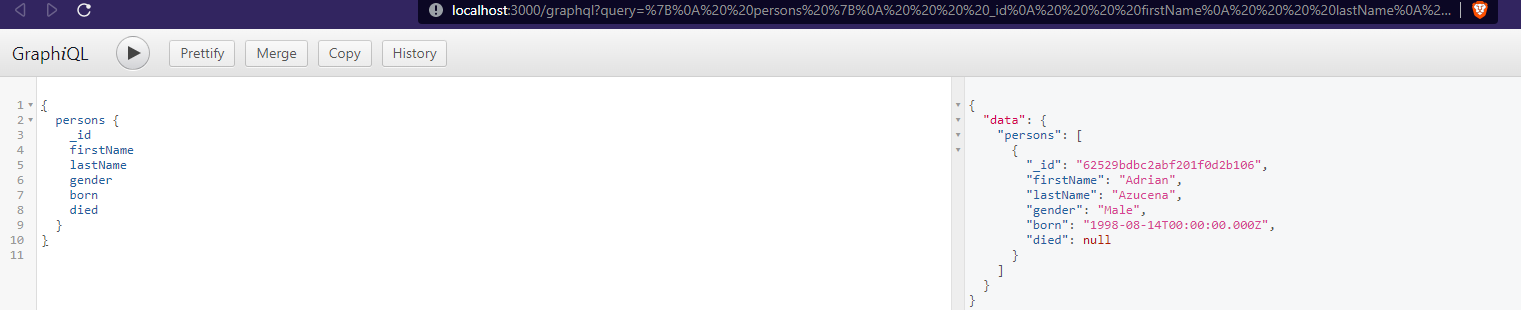 localhost:3000/graphql?query=%7B%0A%20%20persons%20%7B%0A%20%20%20%20_id%0A%20%20%20%20firstName%0A%20%20%20%20lastName%0A%2...
GraphiQL Prettify Merge Copy History
1 {
2 persons {
3 _id
4 firstName
5 lastName
6 gender
7 born
8 died
9 }
10 }
11
{
"data": {
"persons": [
{
"_id": "62529bdbc2abf201f0d2b106",
"firstName": "Adrian",
"lastName": "Azucena",
"gender": "Male",
"born": "1998-08-14T00:00:00.000Z",
"died": null
}
]
}
}